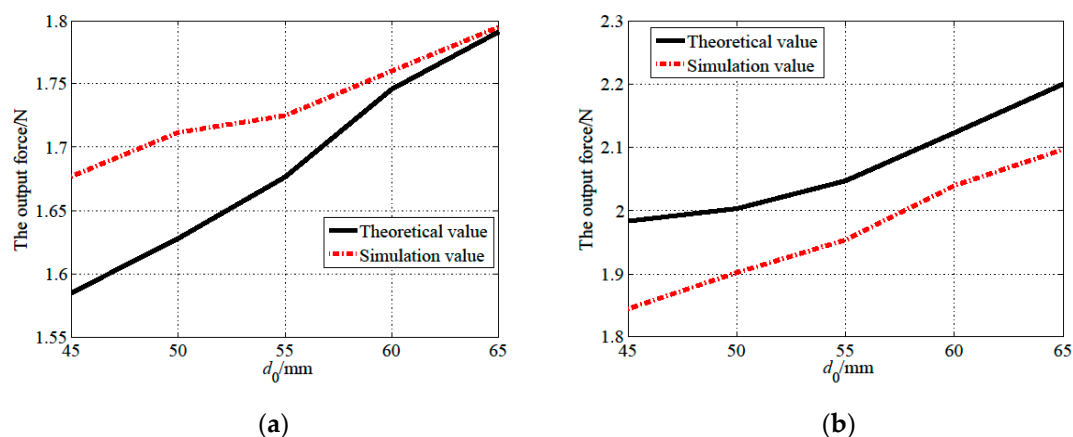 1.8
1.75
1.7
1.65
1.6
1.55
The output force/N
Theoretical value
Simulation value
45 50 55 60 65
d0/mm
(a)
2.3
2.2
2.1
2
1.9
1.8
The output force/N
Theoretical value
Simulation value
45 50 55 60 65
d0/mm
(b)